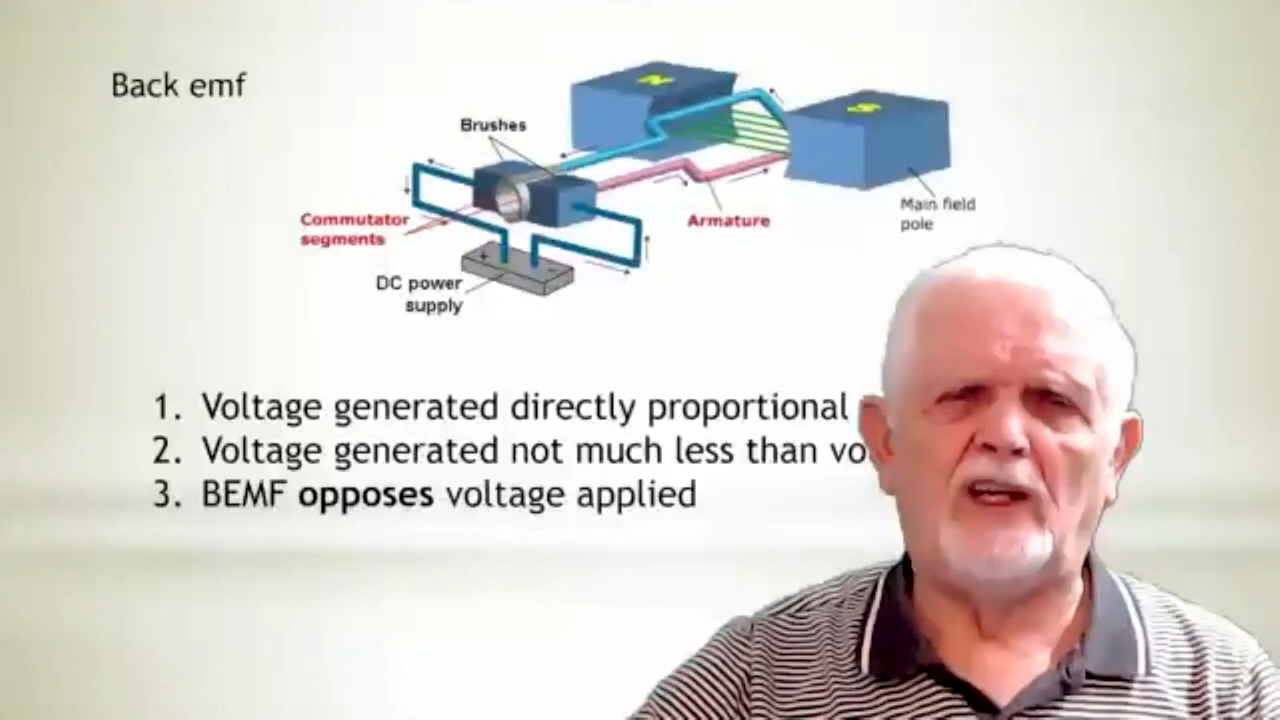 Back emf
N
S
Brushes
Main field
pole
Commutator
segments
Armature
+
-
DC power
supply
1. Voltage generated directly proportional
2. Voltage generated not much less than vo
3. BEMF opposes voltage applied